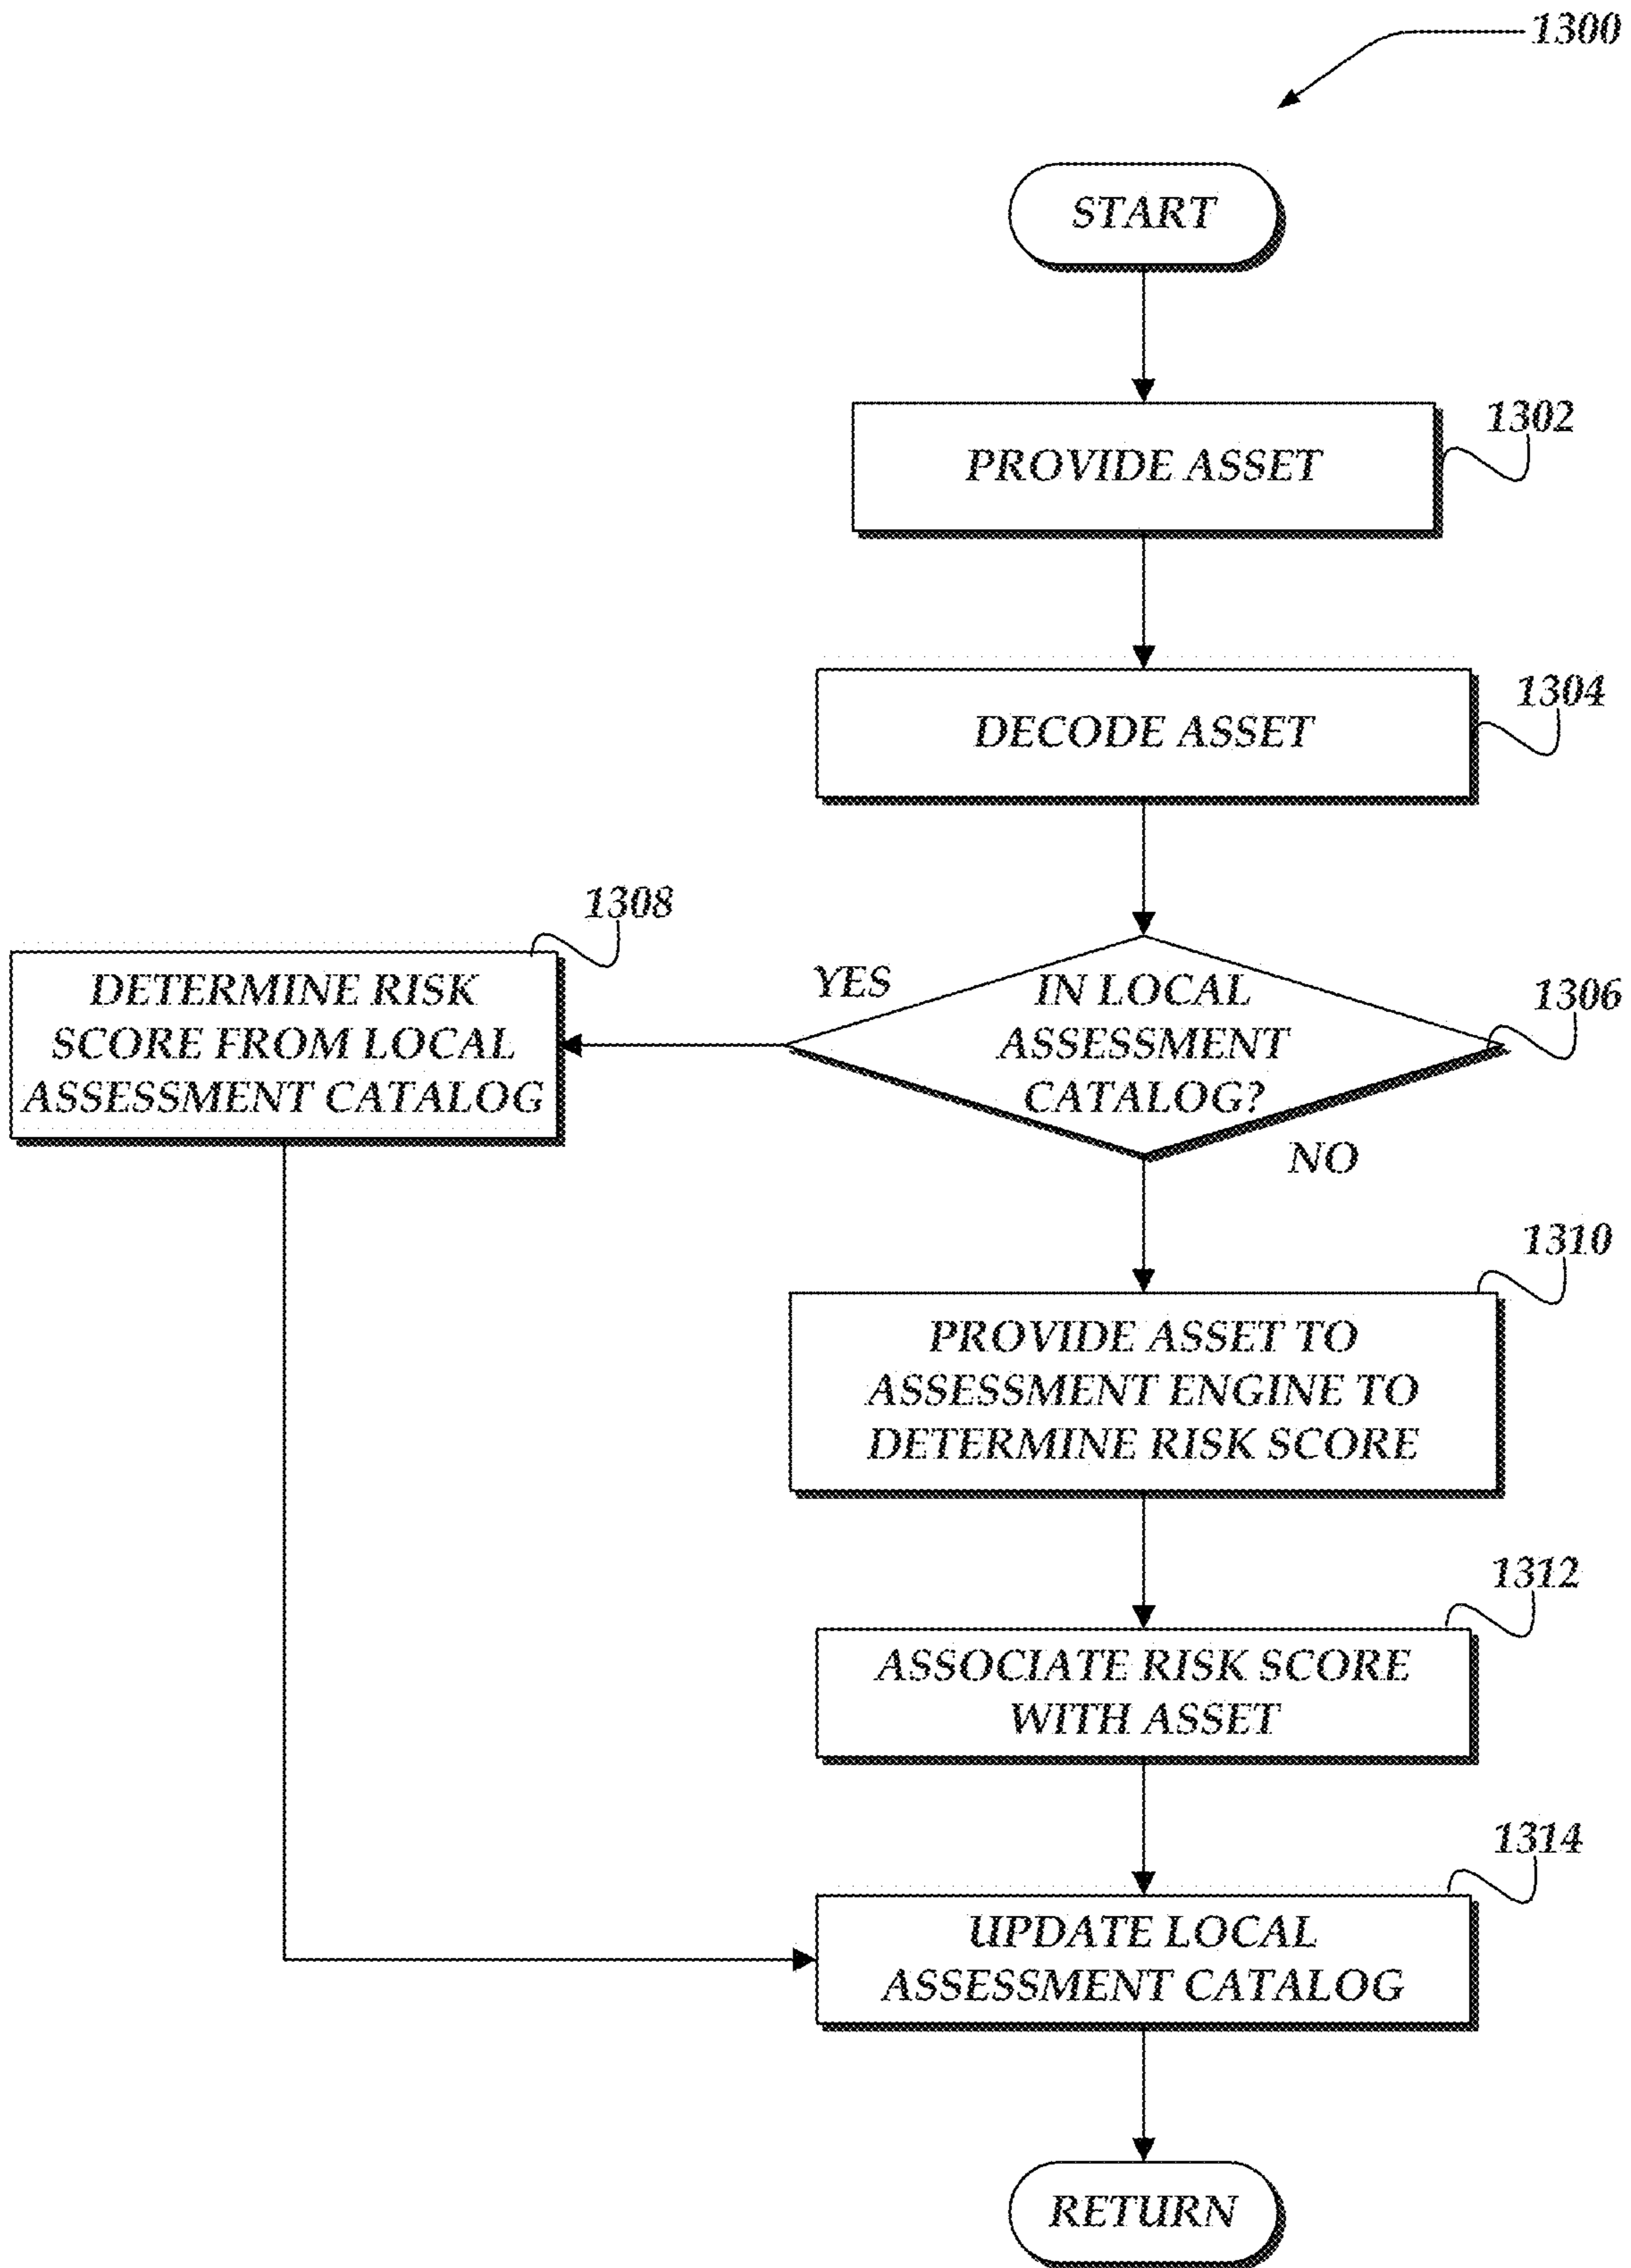 1300
START
1302
PROVIDE ASSET
1304
DECODE ASSET
1308
DETERMINE RISK
SCORE FROM LOCAL
ASSESSMENT CATALOG
YES
IN LOCAL
ASSESSMENT
CATALOG?
1306
NO
1310
PROVIDE ASSET TO
ASSESSMENT ENGINE TO
DETERMINE RISK SCORE
1312
ASSOCIATE RISK SCORE
WITH ASSET
1314
UPDATE LOCAL
ASSESSMENT CATALOG
RETURN